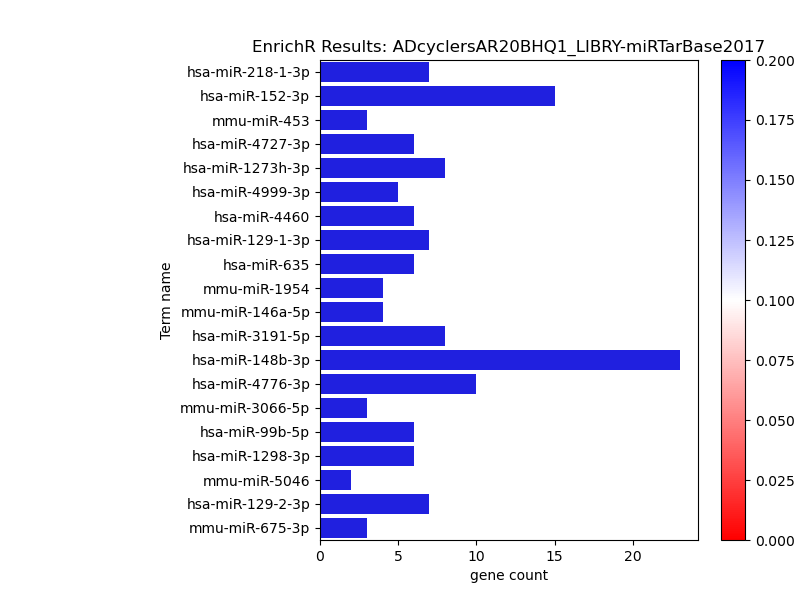 EnrichR Results: ADcyclersAR20BHQ1_LIBRY-miRTarBase2017
Term name
hsa-miR-218-1-3p
hsa-miR-152-3p
mmu-miR-453
hsa-miR-4727-3p
hsa-miR-1273h-3p
hsa-miR-4999-3p
hsa-miR-4460
hsa-miR-129-1-3p
hsa-miR-635
mmu-miR-1954
mmu-miR-146a-5p
hsa-miR-3191-5p
hsa-miR-148b-3p
hsa-miR-4776-3p
mmu-miR-3066-5p
hsa-miR-99b-5p
hsa-miR-1298-3p
mmu-miR-5046
hsa-miR-129-2-3p
mmu-miR-675-3p
0 5 10 15 20
gene count
0.200
0.175
0.150
0.125
0.100
0.075
0.050
0.025
0.000